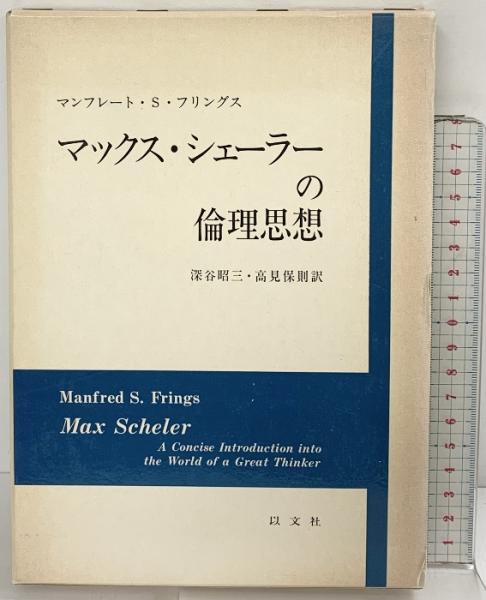 マンフレート・S・フリングス
マックス・シェーラー
の
倫理思想
深谷昭三・高見保則訳
Manfred S. Frings
Max Scheler
A Concise Introduction into
the World of a Great Thinker
以文社